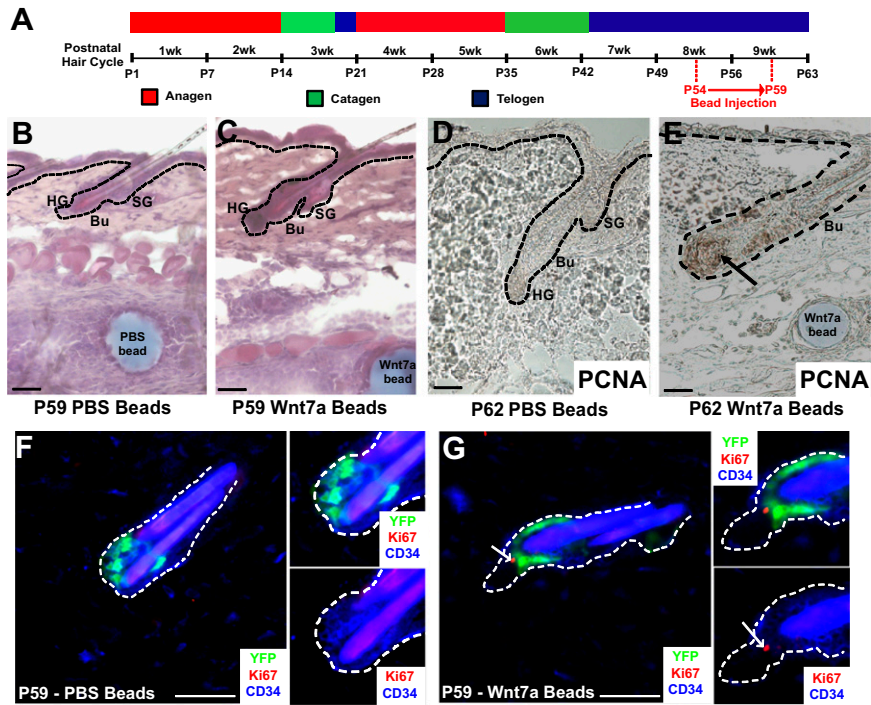 A
Postnatal
Hair Cycle
1wk 2wk 3wk 4wk 5wk 6wk 7wk 8wk 9wk
P1 P7 P14 P21 P28 P35 P42 P49 P56 P63
P54 P59
Bead Injection
Anagen Catagen Telogen
B C D E
HG Bu SG
PBS
bead
HG Bu SG
Wnt7a
bead
SG Bu HG
PCNA
Bu
Wnt7a
bead
PCNA
P59 PBS Beads P59 Wnt7a Beads P62 PBS Beads P62 Wnt7a Beads
F
YFP
Ki67
CD34
P59 - PBS Beads
YFP
Ki67
CD34
Ki67
CD34
G
YFP
Ki67
CD34
P59 - Wnt7a Beads
YFP
Ki67
CD34
Ki67
CD34